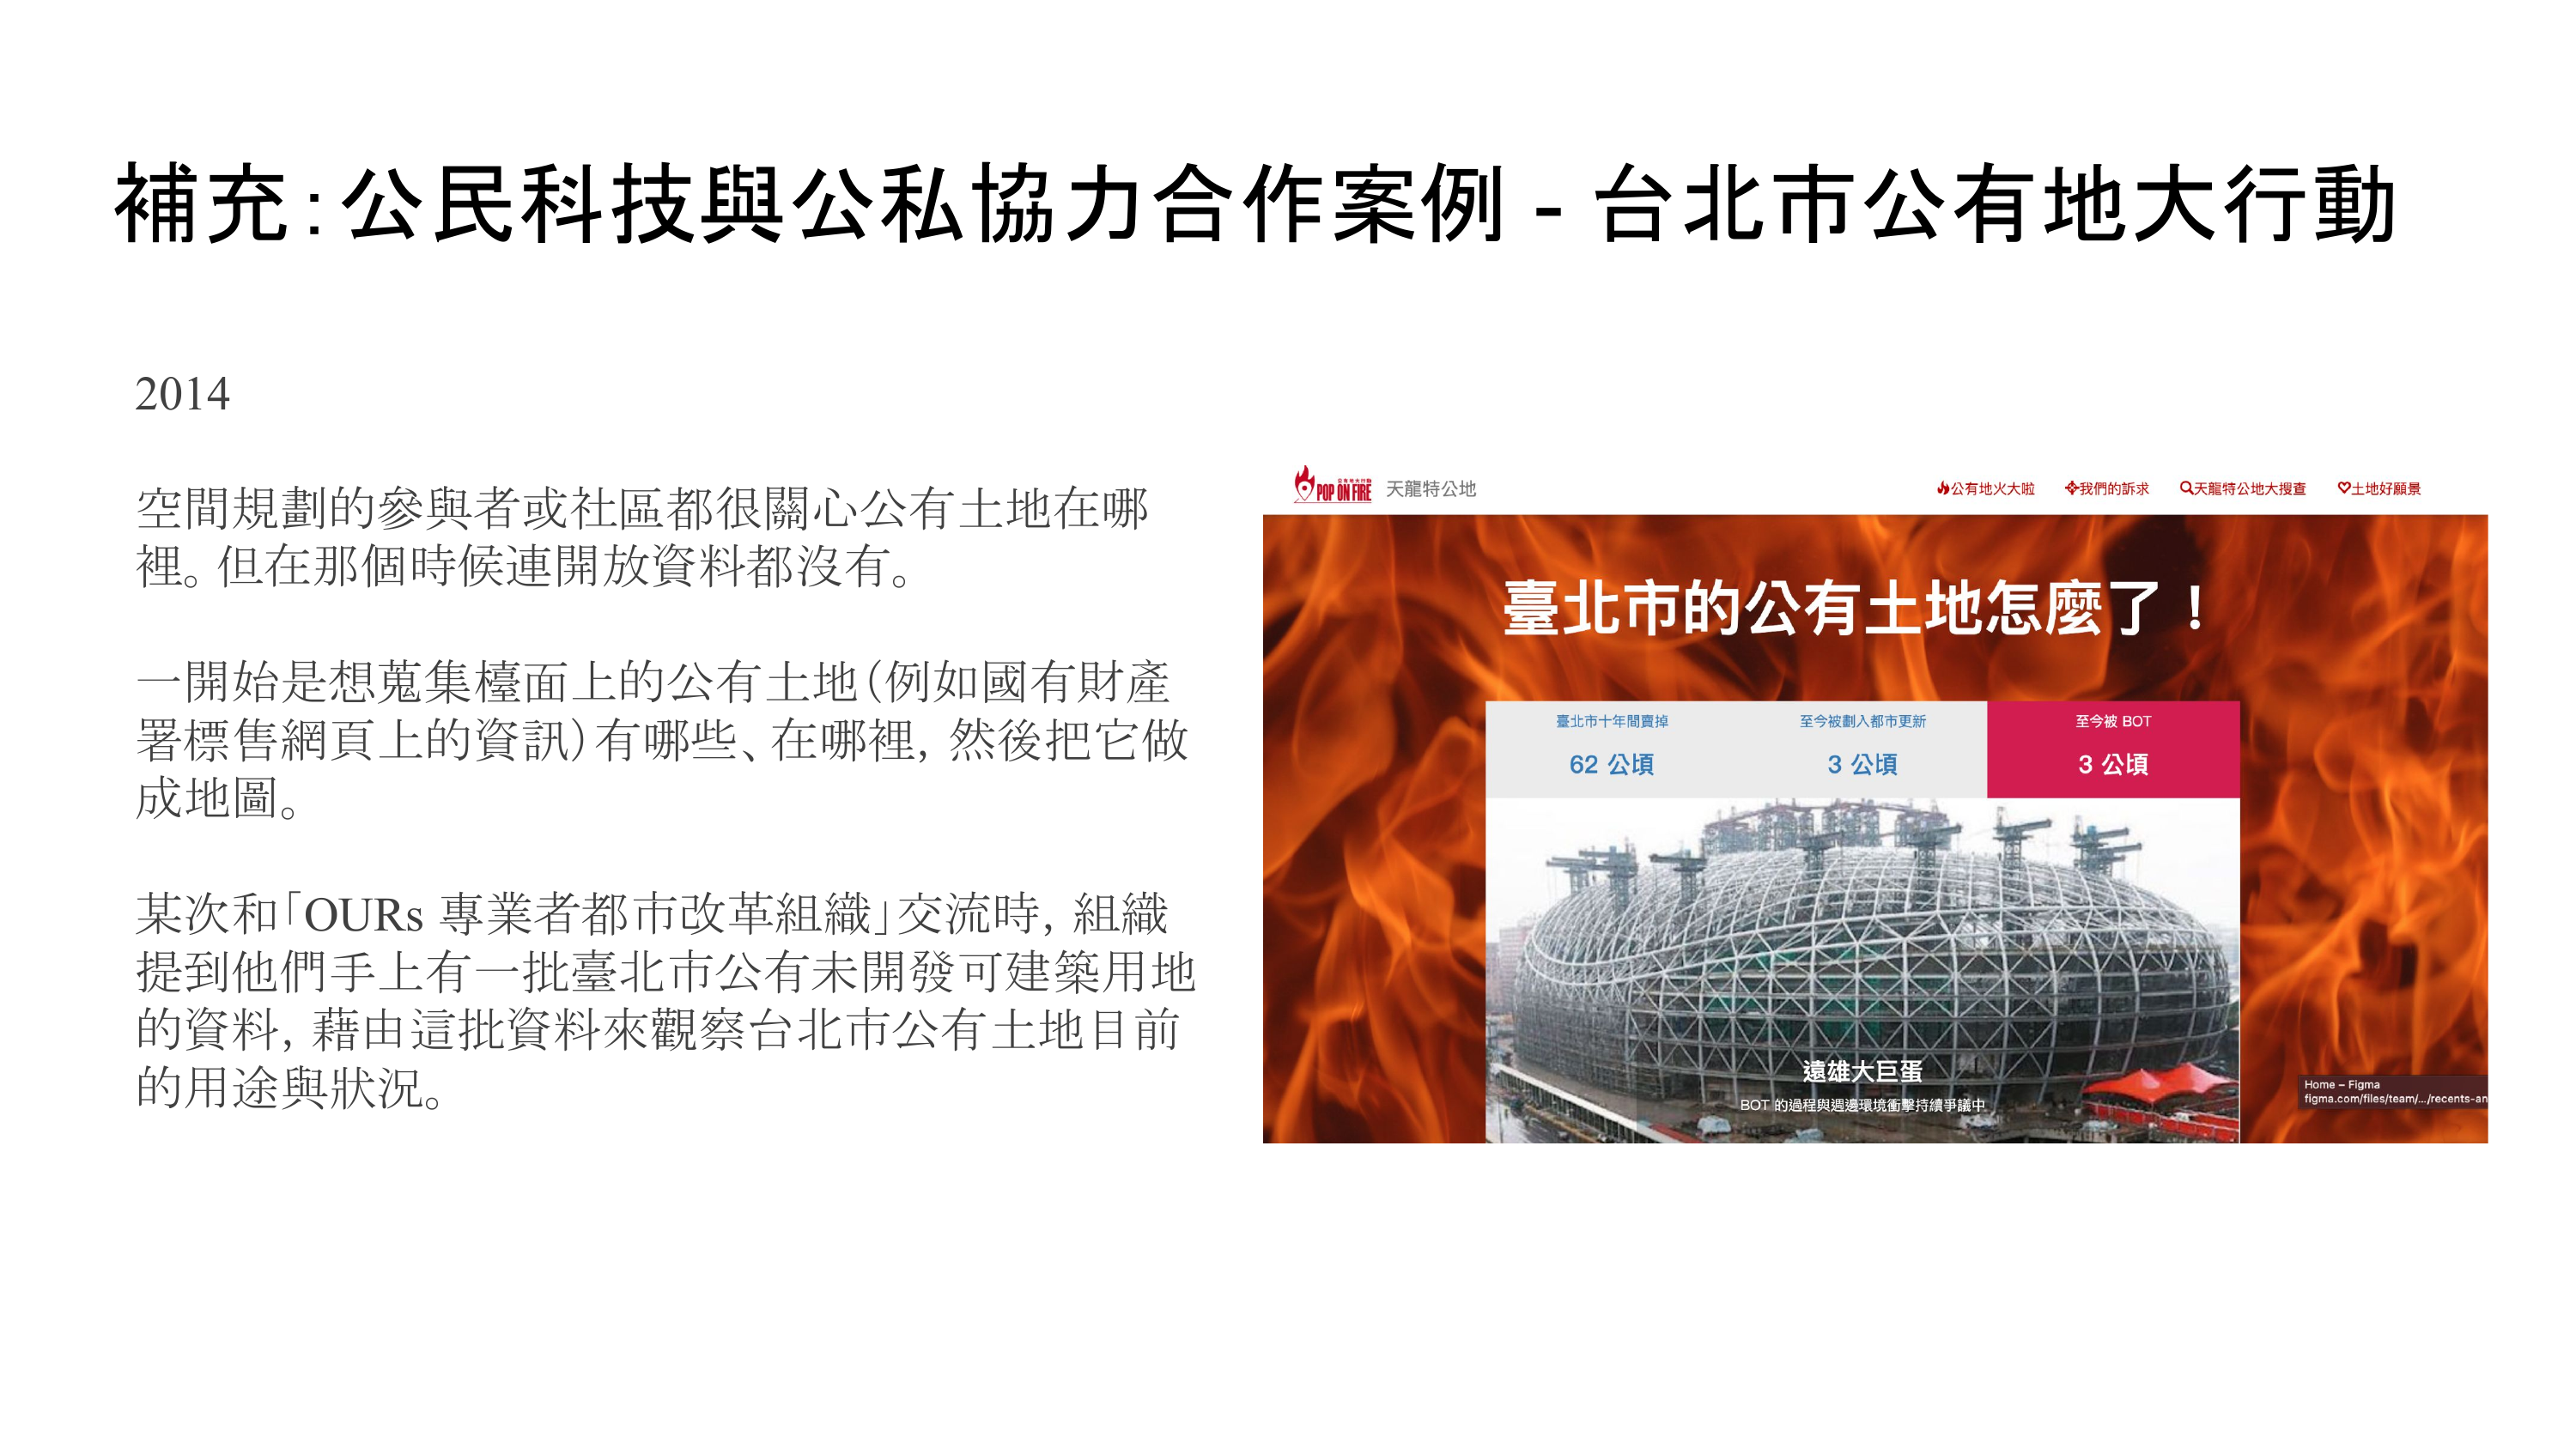 補充：公民科技與公私協力合作案例 - 台北市公有地大行動
2014
空間規劃的參與者或社區都很關心公有土地在哪
裡。但在那個時候連開放資料都沒有。
一開始是想蒐集檯面上的公有土地（例如國有財產
署標售網頁上的資訊）有哪些、在哪裡，然後把它做
成地圖。
某次和「OURs 專業者都市改革組織」交流時，組織
提到他們手上有一批臺北市公有未開發可建築用地
的資料，藉由這批資料來觀察台北市公有土地目前
的用途與狀況。
POP ON FIRE 天龍特公地
公有地火大啦 我們的訴求 天龍特公地大搜查 土地好願景
臺北市的公有土地怎麼了！
臺北市十年間賣掉
62 公頃
至今被劃入都市更新
3 公頃
至今被 BOT
3 公頃
遠雄大巨蛋
BOT 的過程與週邊環境衝擊持續爭議中
Home – Figma
figma.com/files/team/.../recents-an